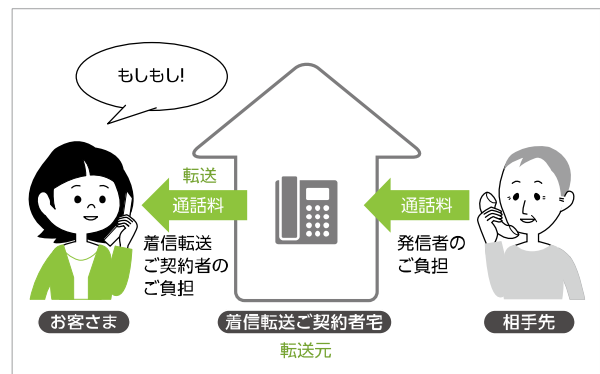 もしもし!
転送
通話料
着信転送
ご契約者の
ご負担
通話料
発信者の
ご負担
お客さま
着信転送ご契約者宅
相手先
転送元